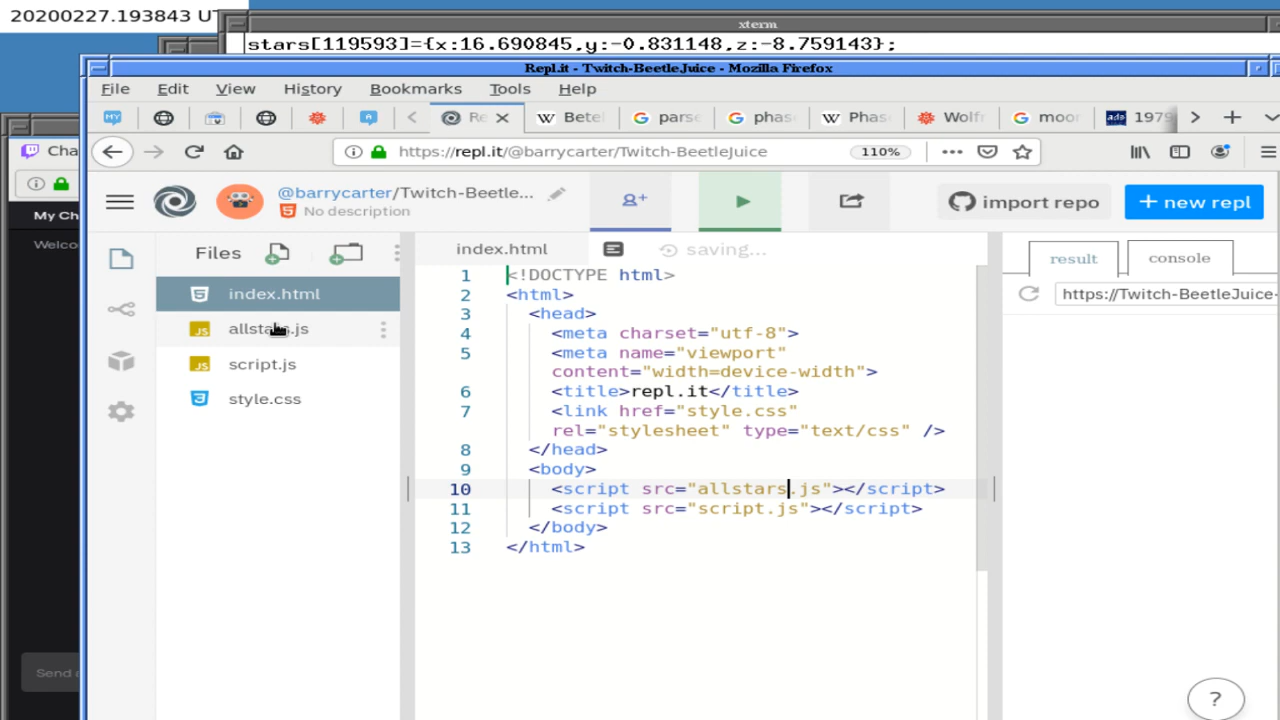 20200227.193843 U
xterm
stars[119593]={x:16.690845,y:-0.831148,z:-8.759143};
Repl.it - Twitch-BeetleJuice - Mozilla Firefox
File Edit View History Bookmarks Tools Help
Re
Betel
parse
phas
Phas
Wolfr
moor
ads 1979
Cha
https://repl.it/@barrycarter/Twitch-BeetleJuice 110%
My Ch
Welco
@barrycarter/Twitch-Beetle...
No description
import repo
+ new repl
Files
index.html
allstars.js
script.js
style.css
index.html saving...
1 <!DOCTYPE html>
2 <html>
3 <head>
4 <meta charset="utf-8">
5 <meta name="viewport"
content="width=device-width">
6 <title>repl.it</title>
7 <link href="style.css"
rel="stylesheet" type="text/css" />
8 </head>
9 <body>
10 <script src="allstars.js"></script>
11 <script src="script.js"></script>
12 </body>
13 </html>
result console
https://Twitch-BeetleJuice-
Send
?